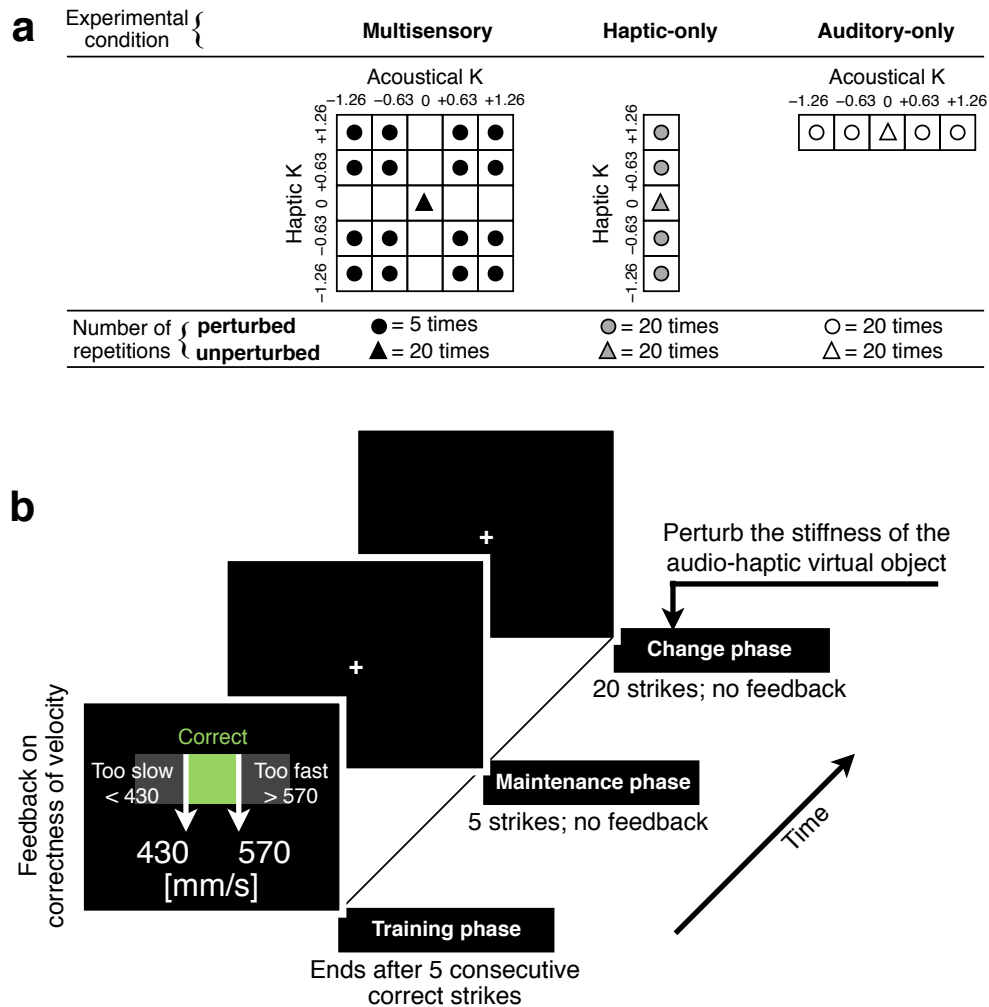 a
Experimental
condition {
Multisensory
Haptic-only
Auditory-only
Acoustical K
−1.26 −0.63 0 +0.63 +1.26
Haptic K
−1.26 −0.63 0 +0.63 +1.26
Haptic K
−1.26 −0.63 0 +0.63 +1.26
Acoustical K
−1.26 −0.63 0 +0.63 +1.26
Number of
repetitions {
perturbed
unperturbed
= 5 times
= 20 times
= 20 times
= 20 times
= 20 times
= 20 times
b
Perturb the stiffness of the
audio-haptic virtual object
+
Change phase
20 strikes; no feedback
+
Maintenance phase
5 strikes; no feedback
Feedback on
correctness of velocity
Correct
Too slow
< 430
Too fast
> 570
430 570
[mm/s]
Time
Training phase
Ends after 5 consecutive
correct strikes